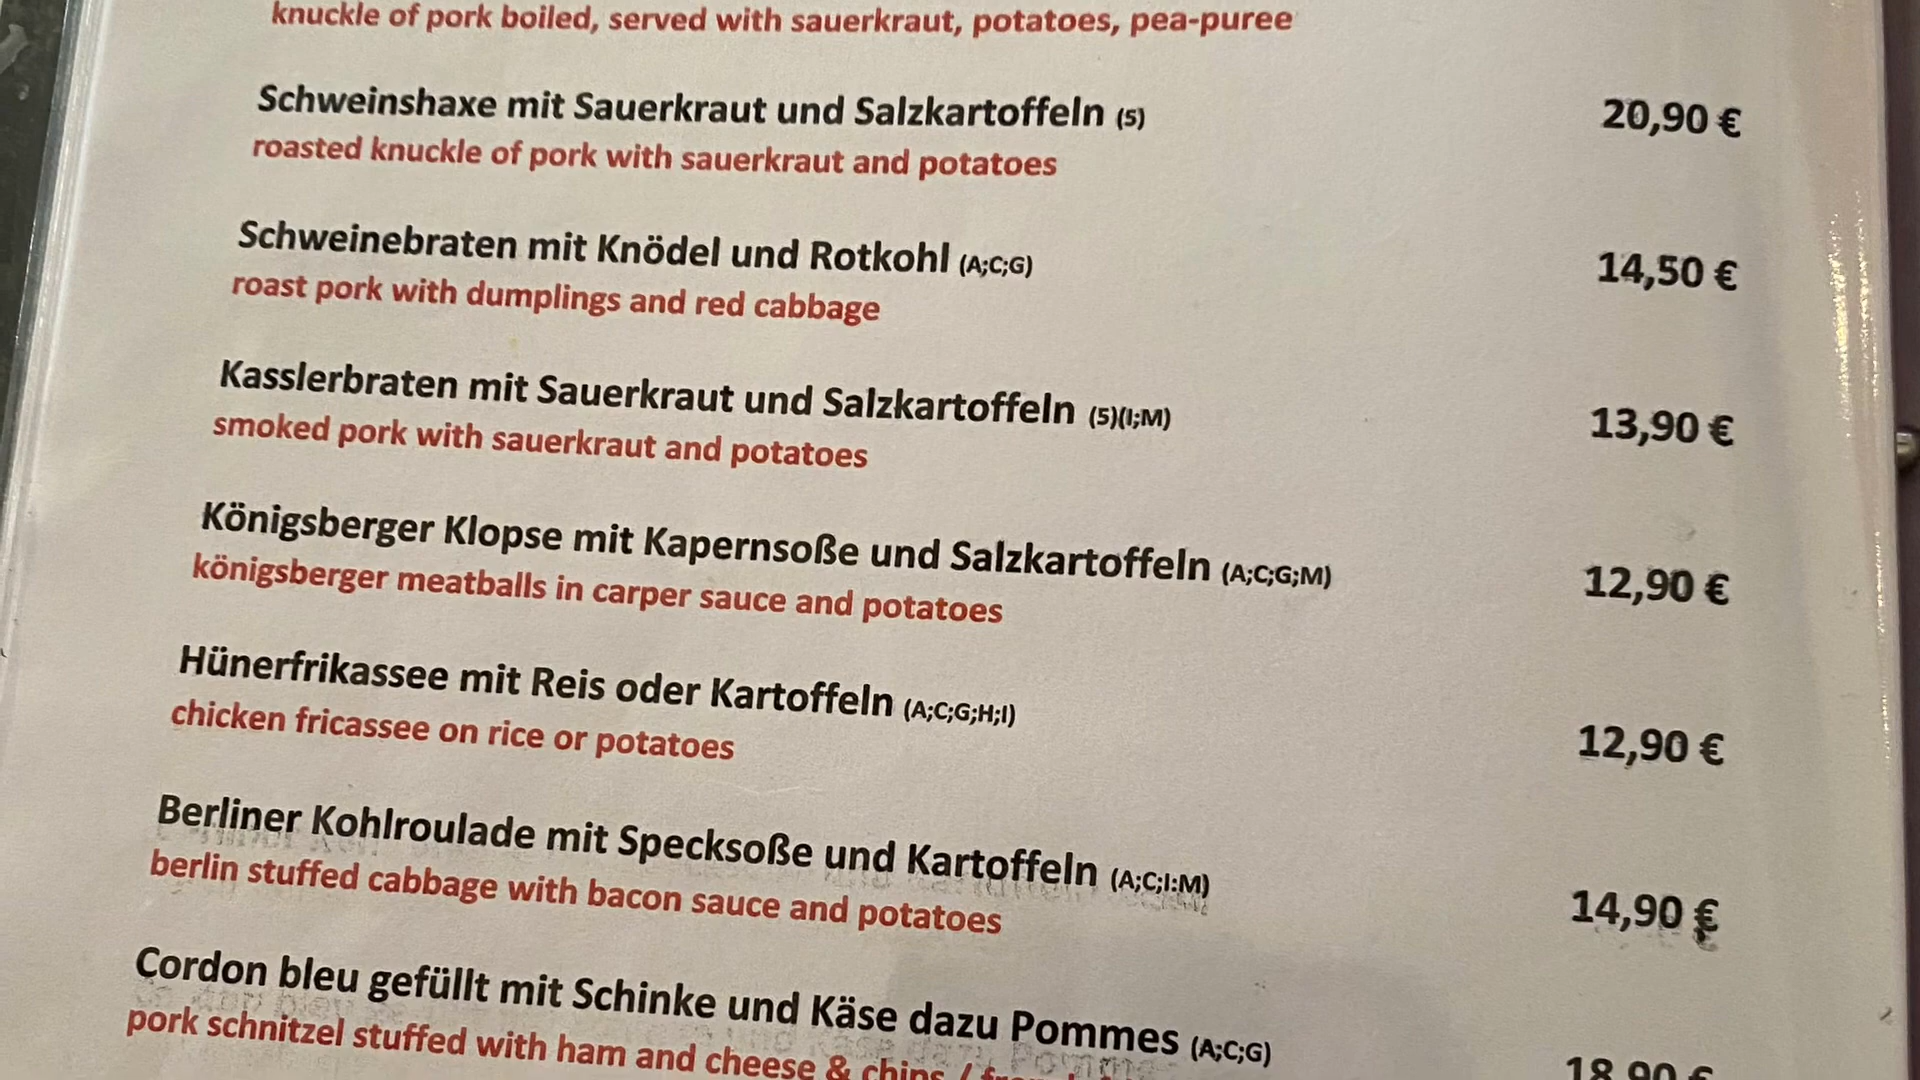 knuckle of pork boiled, served with sauerkraut, potatoes, pea-puree
Schweinshaxe mit Sauerkraut und Salzkartoffeln (5) 20,90 €
roasted knuckle of pork with sauerkraut and potatoes
Schweinebraten mit Knödel und Rotkohl (A;C;G) 14,50 €
roast pork with dumplings and red cabbage
Kasslerbraten mit Sauerkraut und Salzkartoffeln (5)(I;M) 13,90 €
smoked pork with sauerkraut and potatoes
Königsberger Klopse mit Kapernsoße und Salzkartoffeln (A;C;G;M) 12,90 €
königsberger meatballs in carper sauce and potatoes
Hünerfrikassee mit Reis oder Kartoffeln (A;C;G;H;I) 12,90 €
chicken fricassee on rice or potatoes
Berliner Kohlroulade mit Specksoße und Kartoffeln (A;C;I:M) 14,90 €
berlin stuffed cabbage with bacon sauce and potatoes
Cordon bleu gefüllt mit Schinke und Käse dazu Pommes (A;C;G) 18,90 €
pork schnitzel stuffed with ham and cheese & chips /